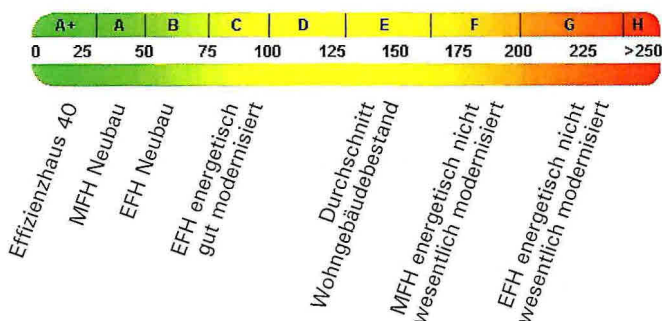 A+ A B C D E F G H
0 25 50 75 100 125 150 175 200 225 >250
Effizienzhaus 40
MFH Neubau
EFH Neubau
EFH energetisch
gut modernisiert
Durchschnitt
Wohngebäudebestand
MFH energetisch nicht
wesentlich modernisiert
EFH energetisch nicht
wesentlich modernisiert